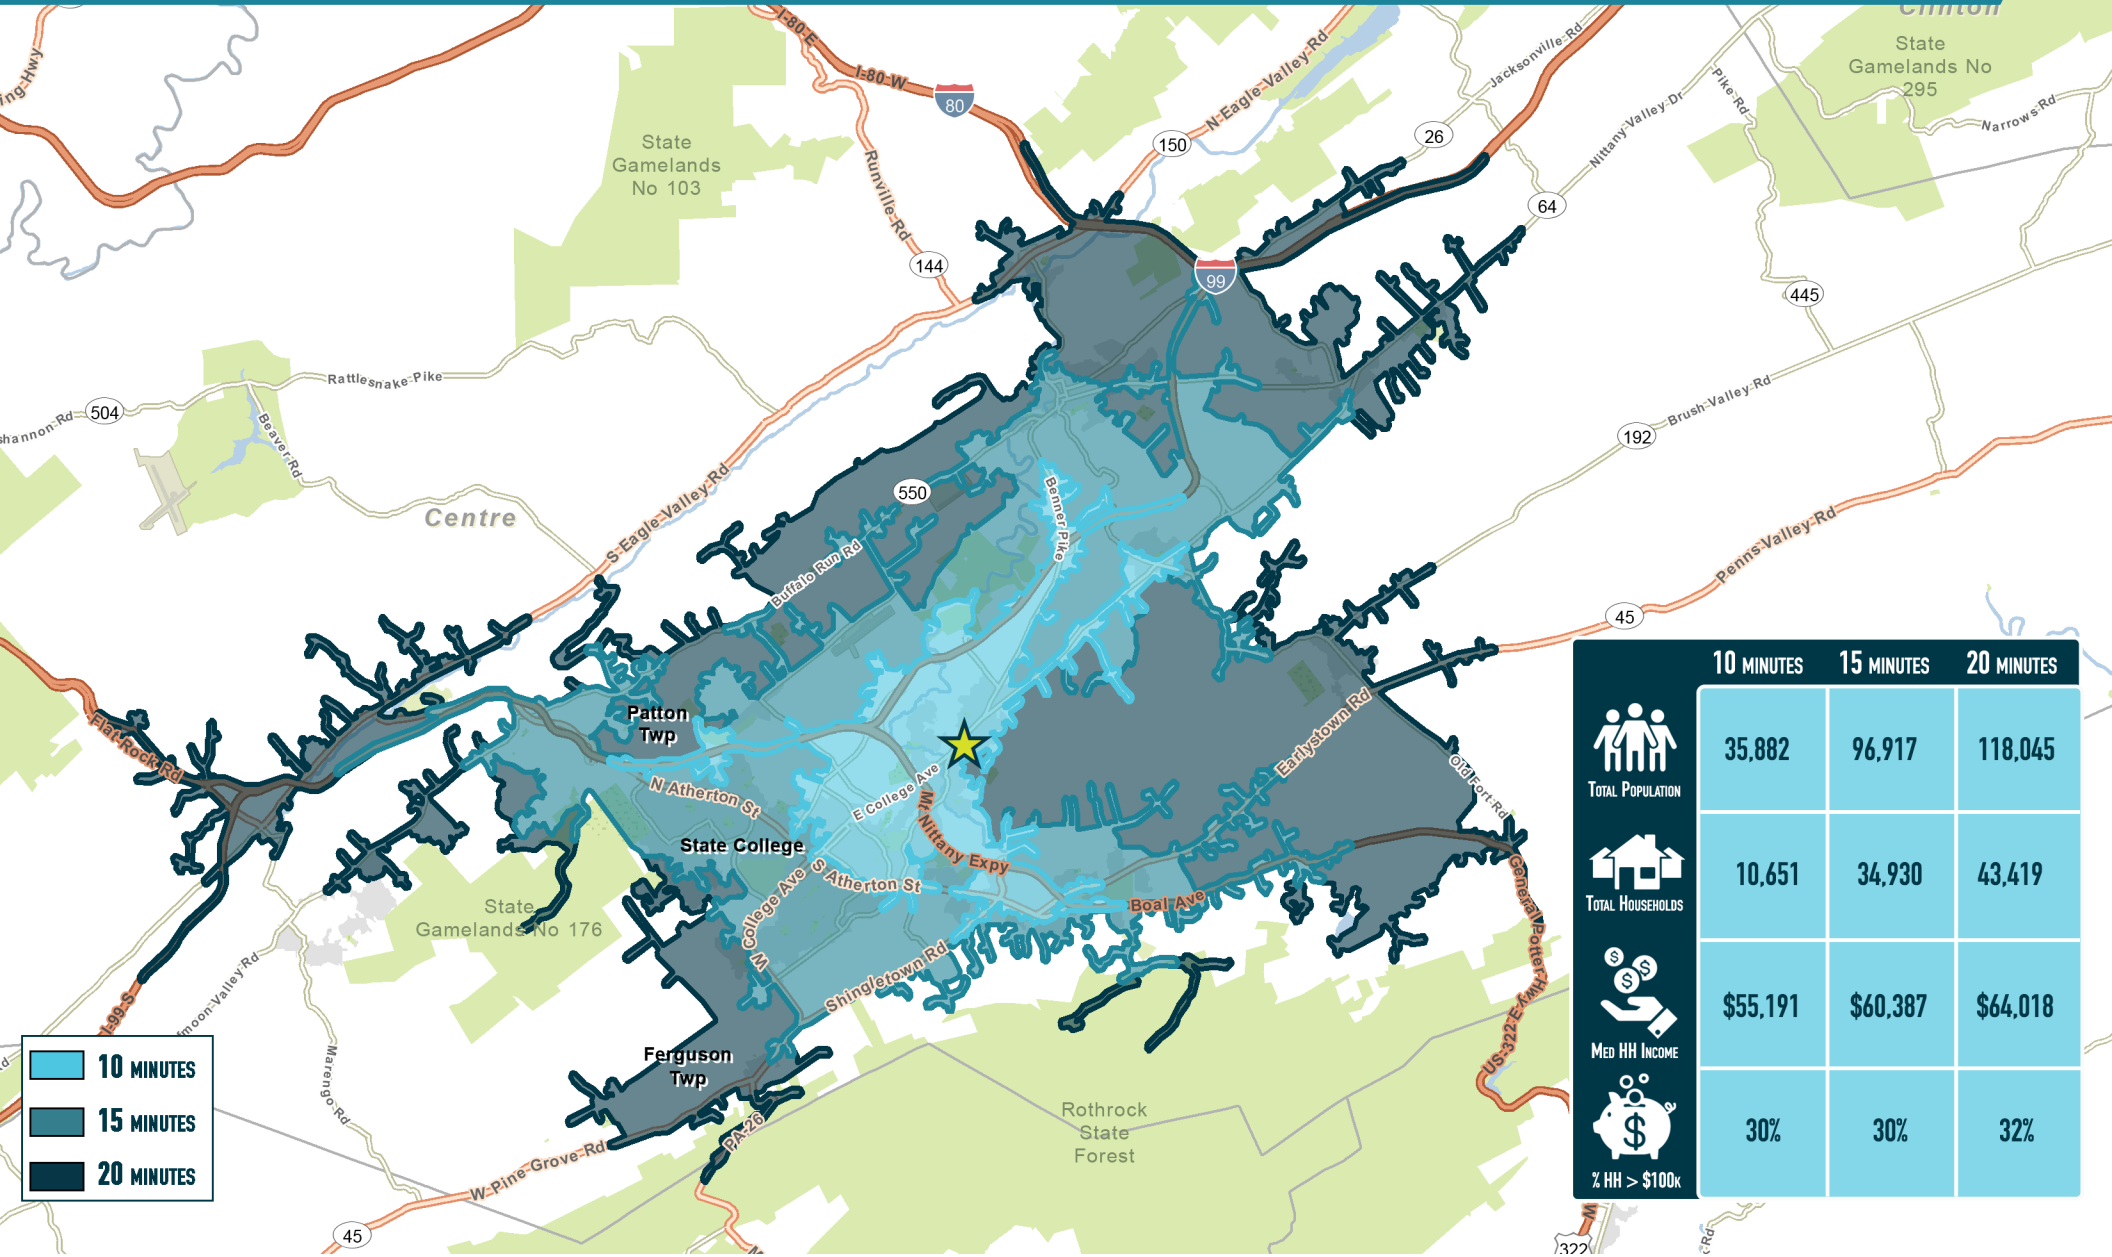 Clinton
State
Gamelands No
295
Jacksonville-Rd
Pike-Rd
Narrows-Rd
Nittany-Valley-Dr
I-80-E
I-80-W
80
N-Eagle-Valley-Rd
150
26
64
State
Gamelands
No 103
Runville-Rd
144
99
445
Rattlesnake-Pike
504
Beaver-Rd
Centre
S-Eagle-Valley-Rd
550
Buffalo Run Rd
Benner Pike
192
Brush-Valley-Rd
Penns-Valley-Rd
45
Flat-Rock-Rd
Patton
Twp
N Atherton St
E College Ave
Mt Nittany Expy
Earlystown Rd
Old Fort-Rd
State College
S Atherton St
W College Ave
Boal Ave
Shingletown Rd
General-Potter-Hwy
US-322-E
State
Gamelands No 176
I-99-S
Marengo-Rd
Ferguson
Twp
PA-26
W-Pine Grove-Rd
45
Rothrock
State
Forest
W
322
10 MINUTES
15 MINUTES
20 MINUTES
10 MINUTES 15 MINUTES 20 MINUTES
TOTAL POPULATION 35,882 96,917 118,045
TOTAL HOUSEHOLDS 10,651 34,930 43,419
MED HH INCOME $55,191 $60,387 $64,018
% HH > $100K 30% 30% 32%